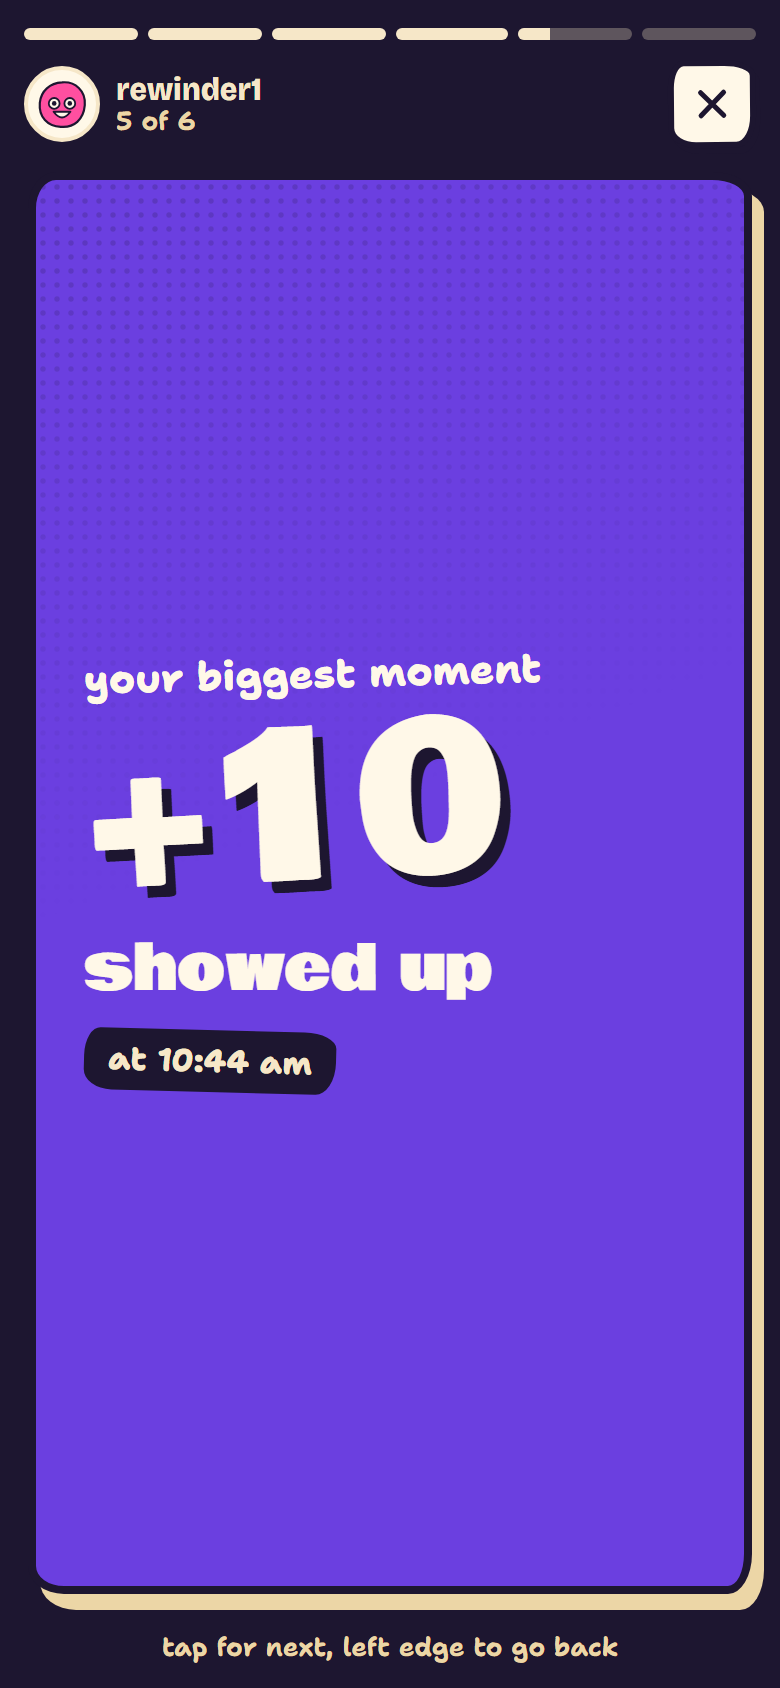 rewinder1
5 of 6
your biggest moment
+10
showed up
at 10:44 am
tap for next, left edge to go back